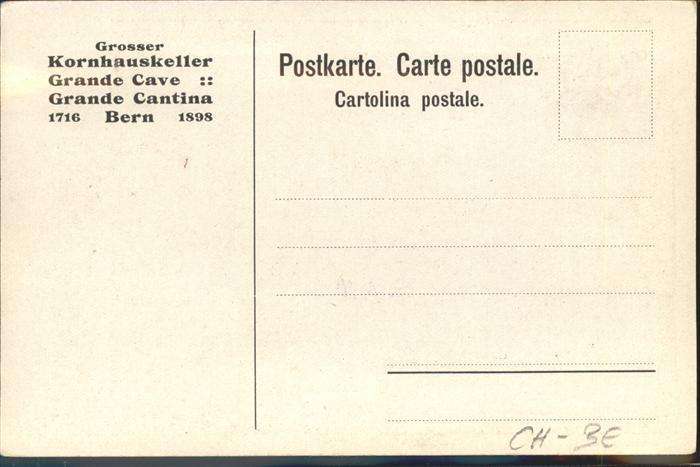 Grosser
Kornhauskeller
Grande Cave ::
Grande Cantina
1716 Bern 1898
Postkarte. Carte postale.
Cartolina postale.
CH - BE